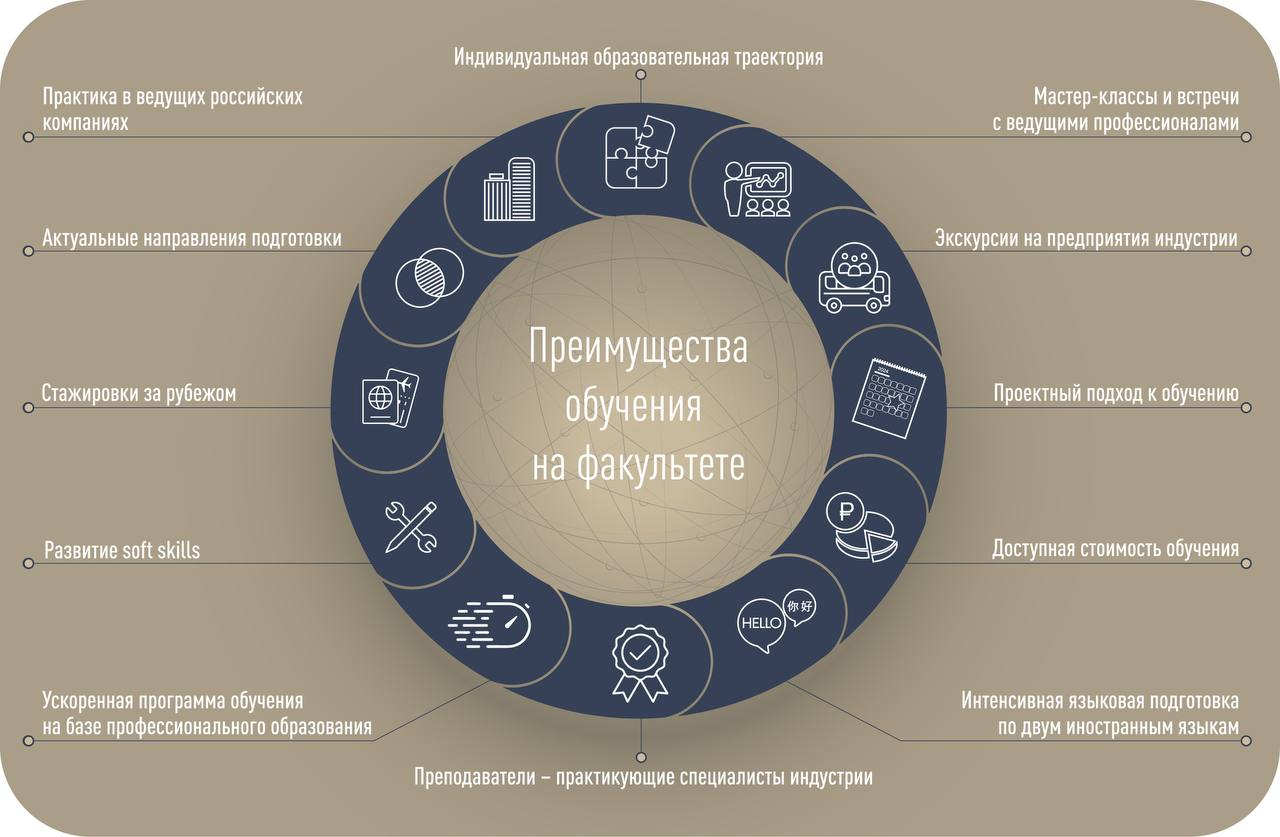 Индивидуальная образовательная траектория
Практика в ведущих российских
компаниях
Мастер-классы и встречи
с ведущими профессионалами
Актуальные направления подготовки
Экскурсии на предприятия индустрии
Преимущества
обучения
на факультете
Стажировки за рубежом
2024
Проектный подход к обучению
Развитие soft skills
₽
Доступная стоимость обучения
HELLO
你好
Ускоренная программа обучения
на базе профессионального образования
Интенсивная языковая подготовка
по двум иностранным языкам
Преподаватели – практикующие специалисты индустрии